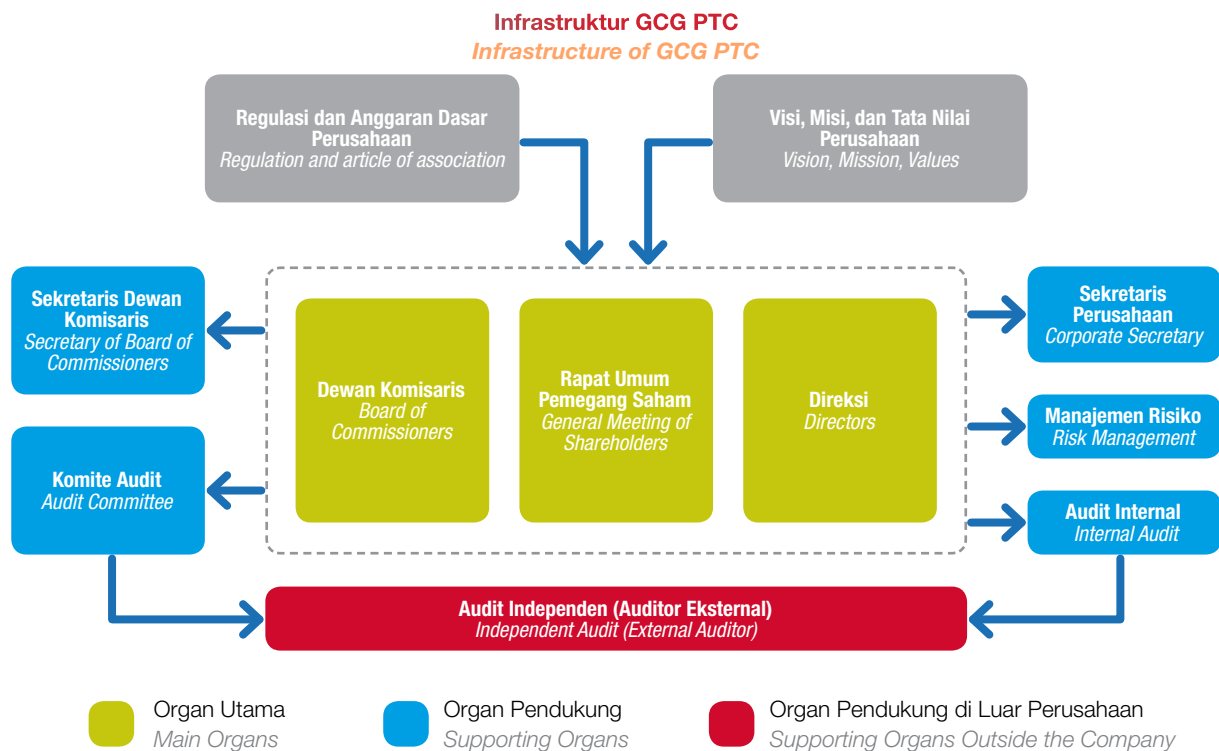 Infrastruktur GCG PTC
Infrastructure of GCG PTC
Regulasi dan Anggaran Dasar
Perusahaan
Regulation and article of association
Visi, Misi, dan Tata Nilai
Perusahaan
Vision, Mission, Values
Sekretaris Dewan
Komisaris
Secretary of Board of
Commissioners
Komite Audit
Audit Committee
Dewan Komisaris
Board of
Commissioners
Rapat Umum
Pemegang Saham
General Meeting of
Shareholders
Direksi
Directors
Sekretaris
Perusahaan
Corporate Secretary
Manajemen Risiko
Risk Management
Audit Internal
Internal Audit
Audit Independen (Auditor Eksternal)
Independent Audit (External Auditor)
Organ Utama
Main Organs
Organ Pendukung
Supporting Organs
Organ Pendukung di Luar Perusahaan
Supporting Organs Outside the Company